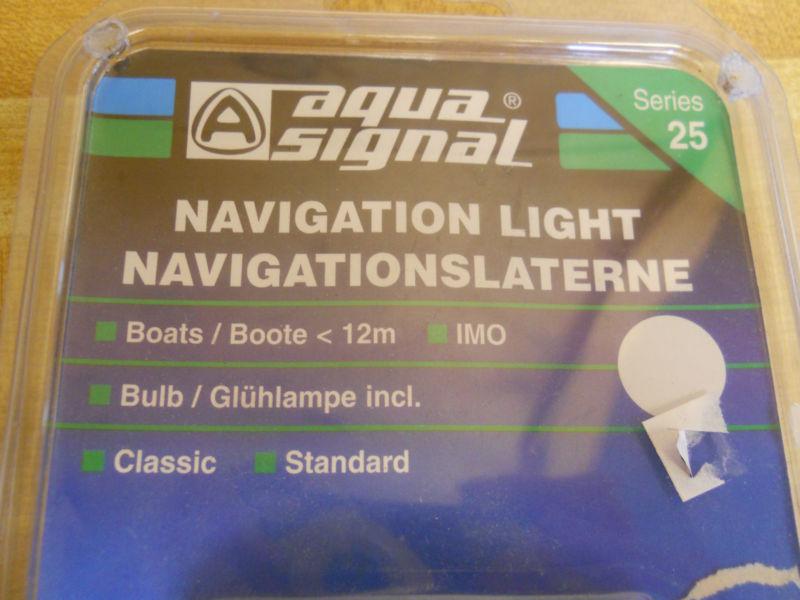 A aqua signal®
Series 25
NAVIGATION LIGHT
NAVIGATIONSLATERNE
Boats / Boote < 12m IMO
Bulb / Glühlampe incl.
Classic Standard